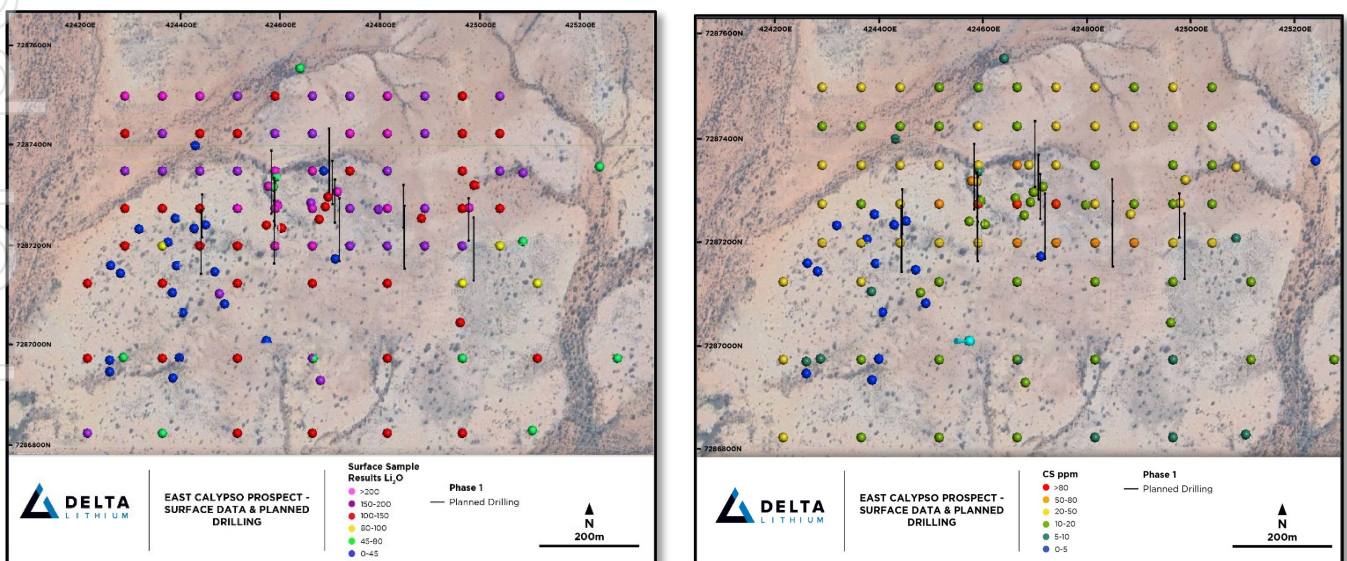 424200E 424400E 424600E 424800E 425000E 425200E
7287600N
7287400N
7287200N
7287000N
7286800N
DELTA
LITHIUM
EAST CALYPSO PROSPECT -
SURFACE DATA & PLANNED
DRILLING
Surface Sample
Results Li2O
>200
150-200
100-150
80-100
45-80
0-45
Phase 1
Planned Drilling
N
200m
424200E 424400E 424600E 424800E 425000E 425200E
7287600N
7287400N
7287200N
7287000N
7286800N
DELTA
LITHIUM
EAST CALYPSO PROSPECT -
SURFACE DATA & PLANNED
DRILLING
CS ppm
>80
50-80
20-50
10-20
5-10
0-5
Phase 1
Planned Drilling
N
200m